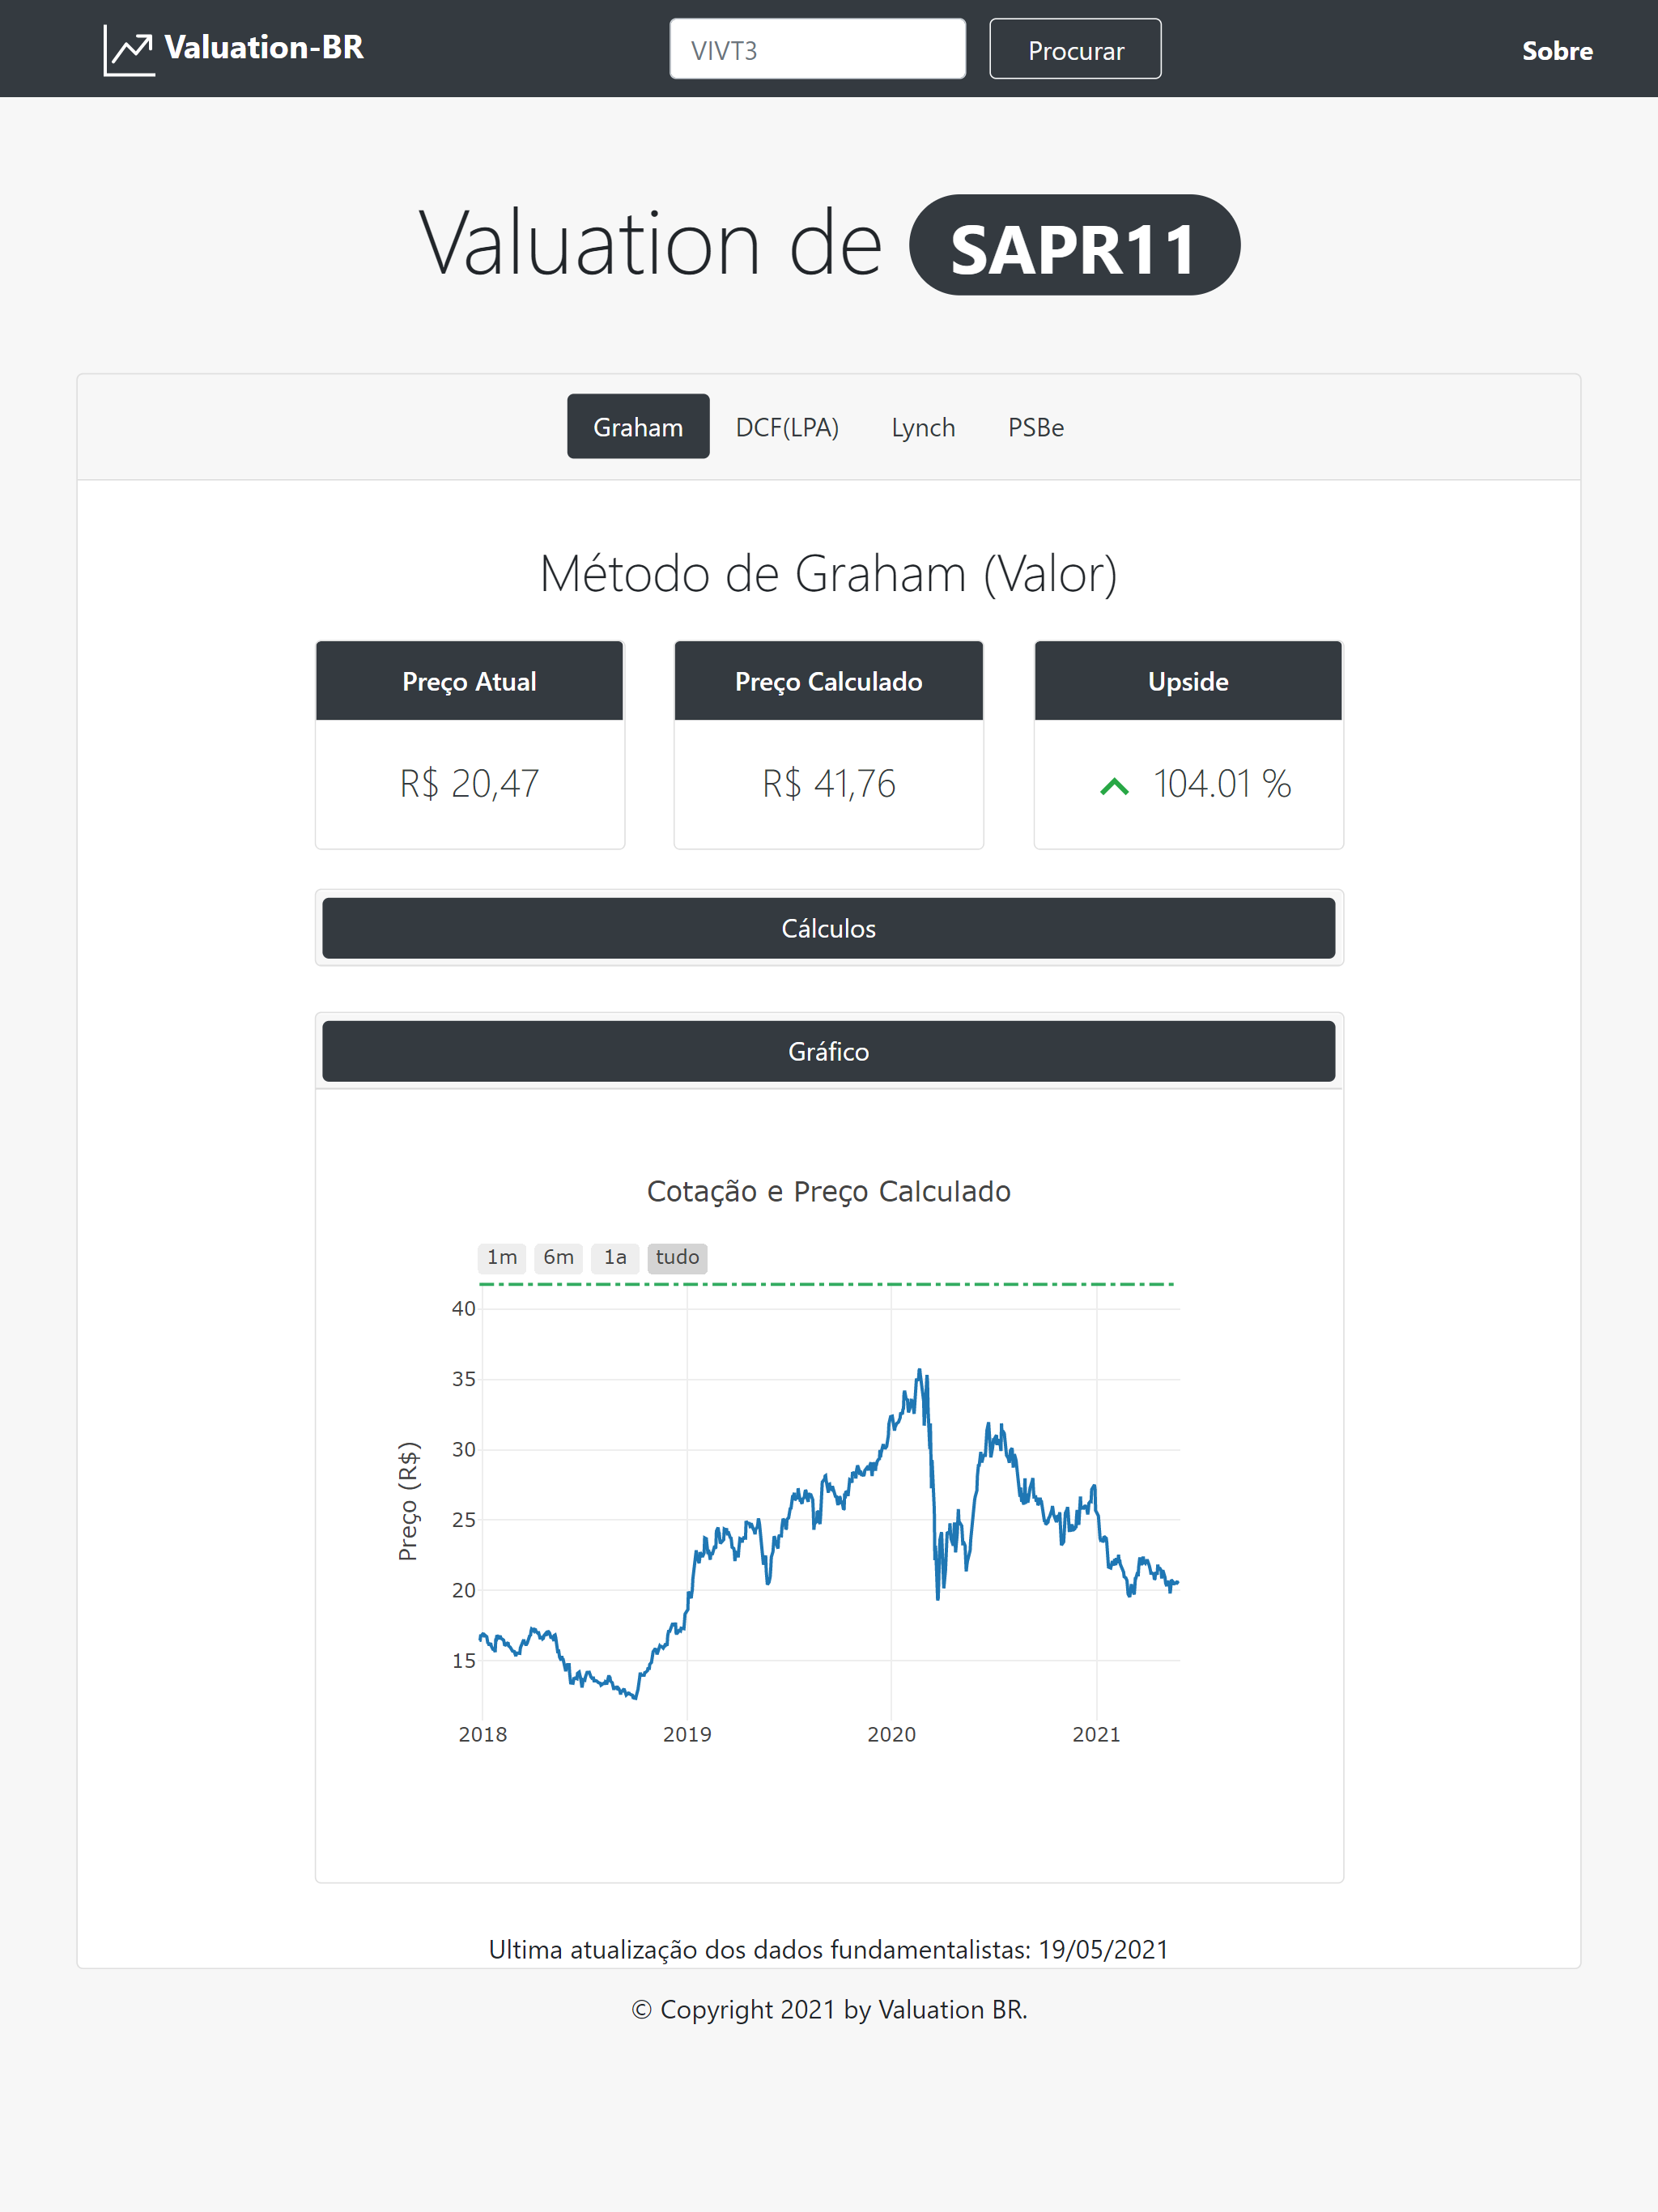 Valuation-BR
VIVT3
Procurar
Sobre
Valuation de SAPR11
Graham
DCF(LPA)
Lynch
PSBe
Método de Graham (Valor)
Preço Atual
Preço Calculado
Upside
R$ 20,47
R$ 41,76
104.01 %
Cálculos
Gráfico
Cotação e Preço Calculado
1m
6m
1a
tudo
40
35
30
25
20
15
Preço (R$)
2018
2019
2020
2021
Ultima atualização dos dados fundamentalistas: 19/05/2021
© Copyright 2021 by Valuation BR.